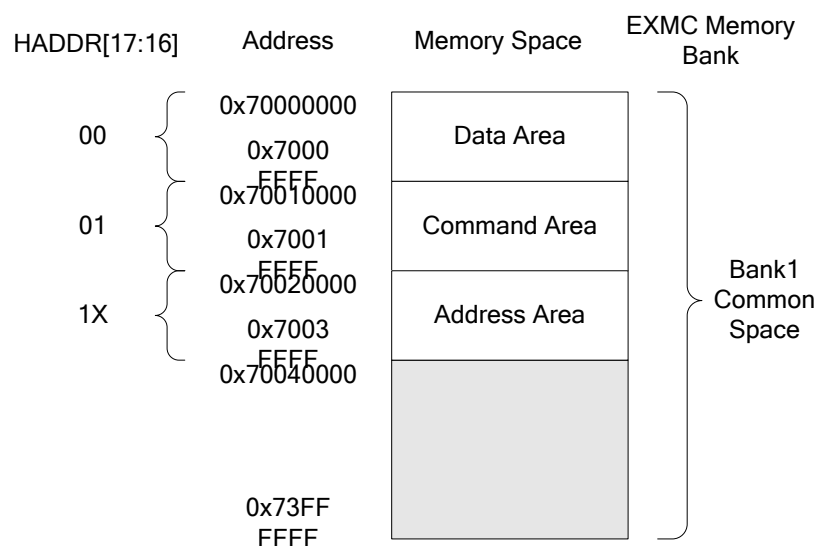 HADDR[17:16] Address Memory Space EXMC Memory
Bank
0x70000000
00 Data Area
0x7000
FFFF
0x70010000
01 Command Area
0x7001
FFFF
0x70020000
1X Address Area
0x7003
FFFF
0x70040000
Bank1
Common
Space
0x73FF
FFFF